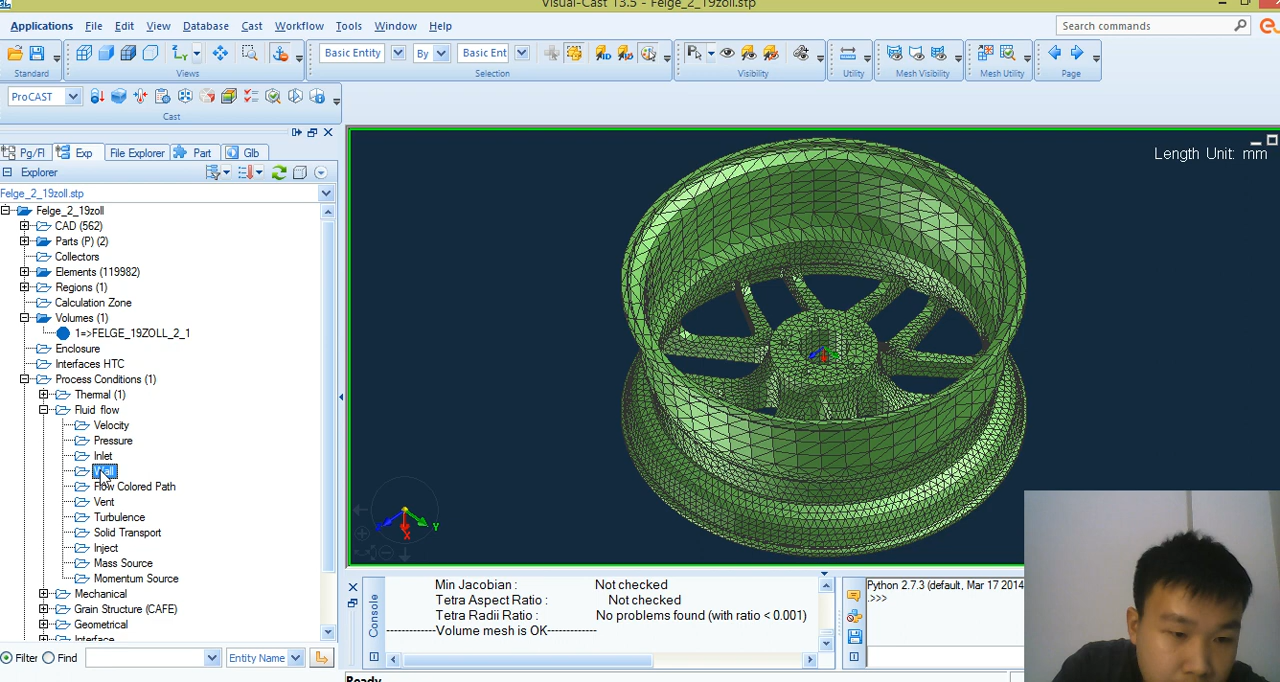 Visual-Cast 13.5 - Felge_2_19zoll.stp
Applications File Edit View Database Cast Workflow Tools Window Help
Search commands
Basic Entity By Basic Ent
Standard Views Selection Visibility Utility Mesh Visibility Mesh Utility Page
ProCAST
Cast
Pg/Fl Exp File Explorer Part Glb
Explorer
Felge_2_19zoll.stp
Felge_2_19zoll
CAD (562)
Parts (P) (2)
Collectors
Elements (119982)
Regions (1)
Calculation Zone
Volumes (1)
1=>FELGE_19ZOLL_2_1
Enclosure
Interfaces HTC
Process Conditions (1)
Thermal (1)
Fluid flow
Velocity
Pressure
Inlet
Wall
Flow Colored Path
Vent
Turbulence
Solid Transport
Inject
Mass Source
Momentum Source
Mechanical
Grain Structure (CAFE)
Geometrical
Interface
Filter Find Entity Name
Length Unit: mm
Y
X
Console
Min Jacobian : Not checked
Tetra Aspect Ratio : Not checked
Tetra Radii Ratio : No problems found (with ratio < 0.001)
-------------Volume mesh is OK-------------
Python 2.7.3 (default, Mar 17 2014
>>>
Ready